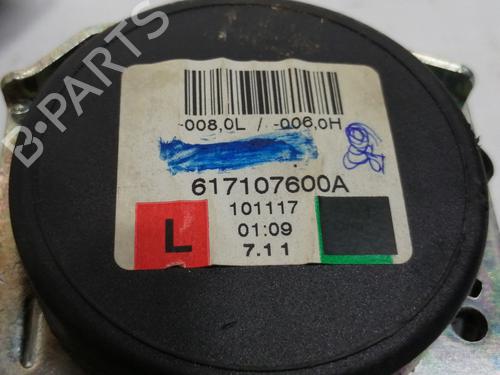 B-PARTS
-008,0L / -006,0H
617107600A
101117
L
01:09
7.11